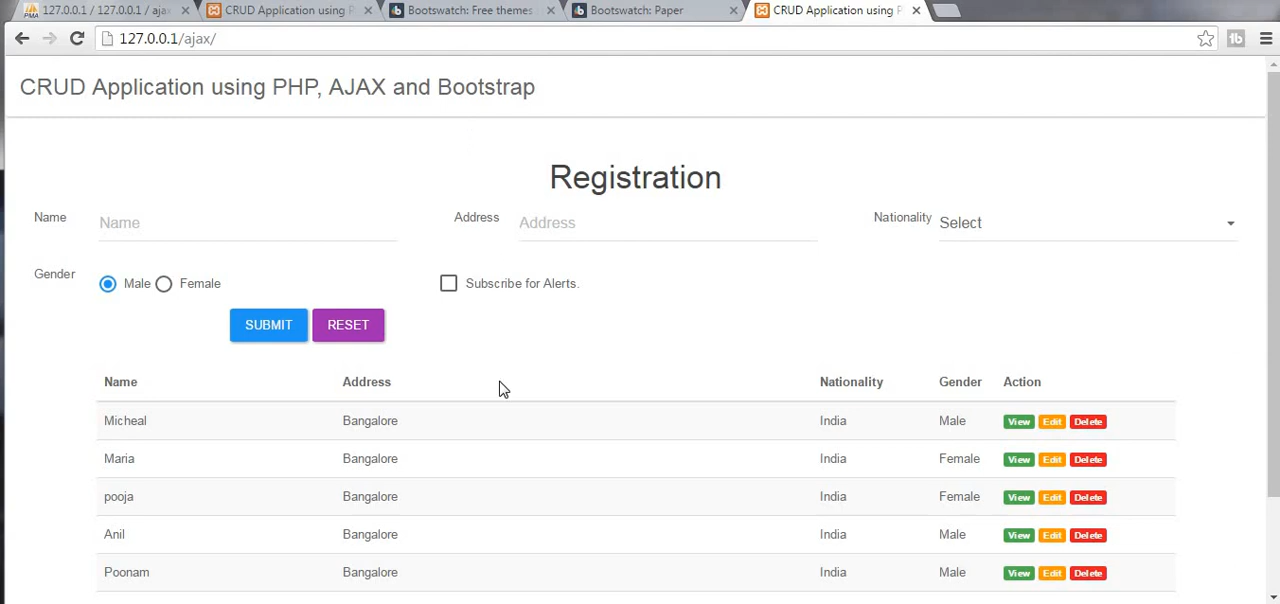 127.0.0.1 / 127.0.0.1 / ajax
CRUD Application using P
Bootswatch: Free themes
Bootswatch: Paper
CRUD Application using P
127.0.0.1/ajax/
CRUD Application using PHP, AJAX and Bootstrap
Registration
Name Name Address Address Nationality Select
Gender Male Female Subscribe for Alerts.
SUBMIT RESET
Name Address Nationality Gender Action
Micheal Bangalore India Male View Edit Delete
Maria Bangalore India Female View Edit Delete
pooja Bangalore India Female View Edit Delete
Anil Bangalore India Male View Edit Delete
Poonam Bangalore India Male View Edit Delete